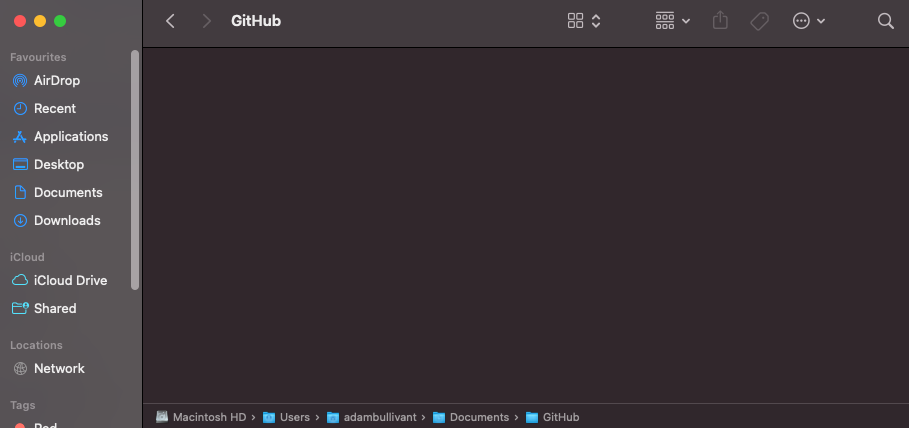 GitHub
Favourites
AirDrop
Recent
Applications
Desktop
Documents
Downloads
iCloud
iCloud Drive
Shared
Locations
Network
Tags
Red
Macintosh HD › Users › adambullivant › Documents › GitHub